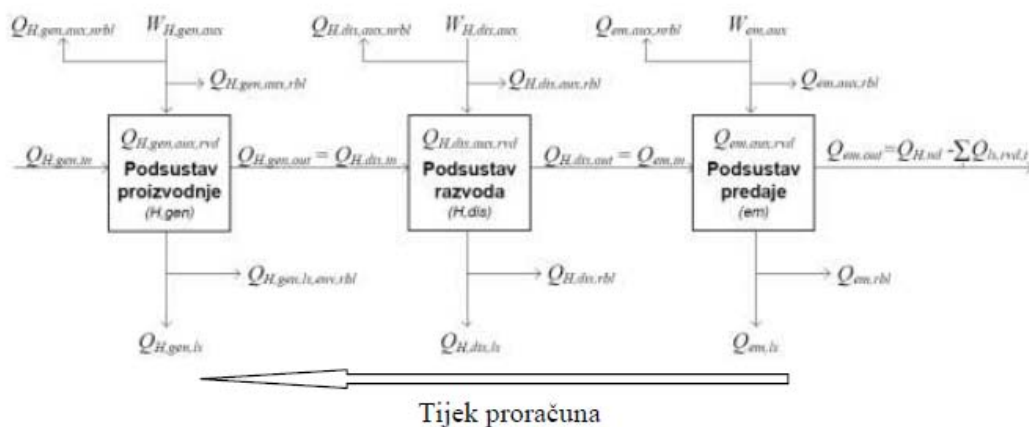 Q_H,gen,aux,nrbl W_H,gen,aux Q_H,dis,aux,nrbl W_H,dis,aux Q_em,aux,nrbl W_em,aux
Q_H,gen,aux,rbl Q_H,dis,aux,rbl Q_em,aux,rbl
Q_H,gen,aux,rvd Q_H,dis,aux,rvd Q_em,aux,rvd
Q_H,gen,in Q_H,gen,out = Q_H,dis,in Q_H,dis,out = Q_em,in Q_em,out=Q_H,nd -∑Q_ls,rvd,i
Podsustav Podsustav Podsustav
proizvodnje razvoda predaje
(H,gen) (H,dis) (em)
Q_H,gen,ls,env,rbl Q_H,dis,rbl Q_em,rbl
Q_H,gen,ls Q_H,dis,ls Q_em,ls
Tijek proračuna